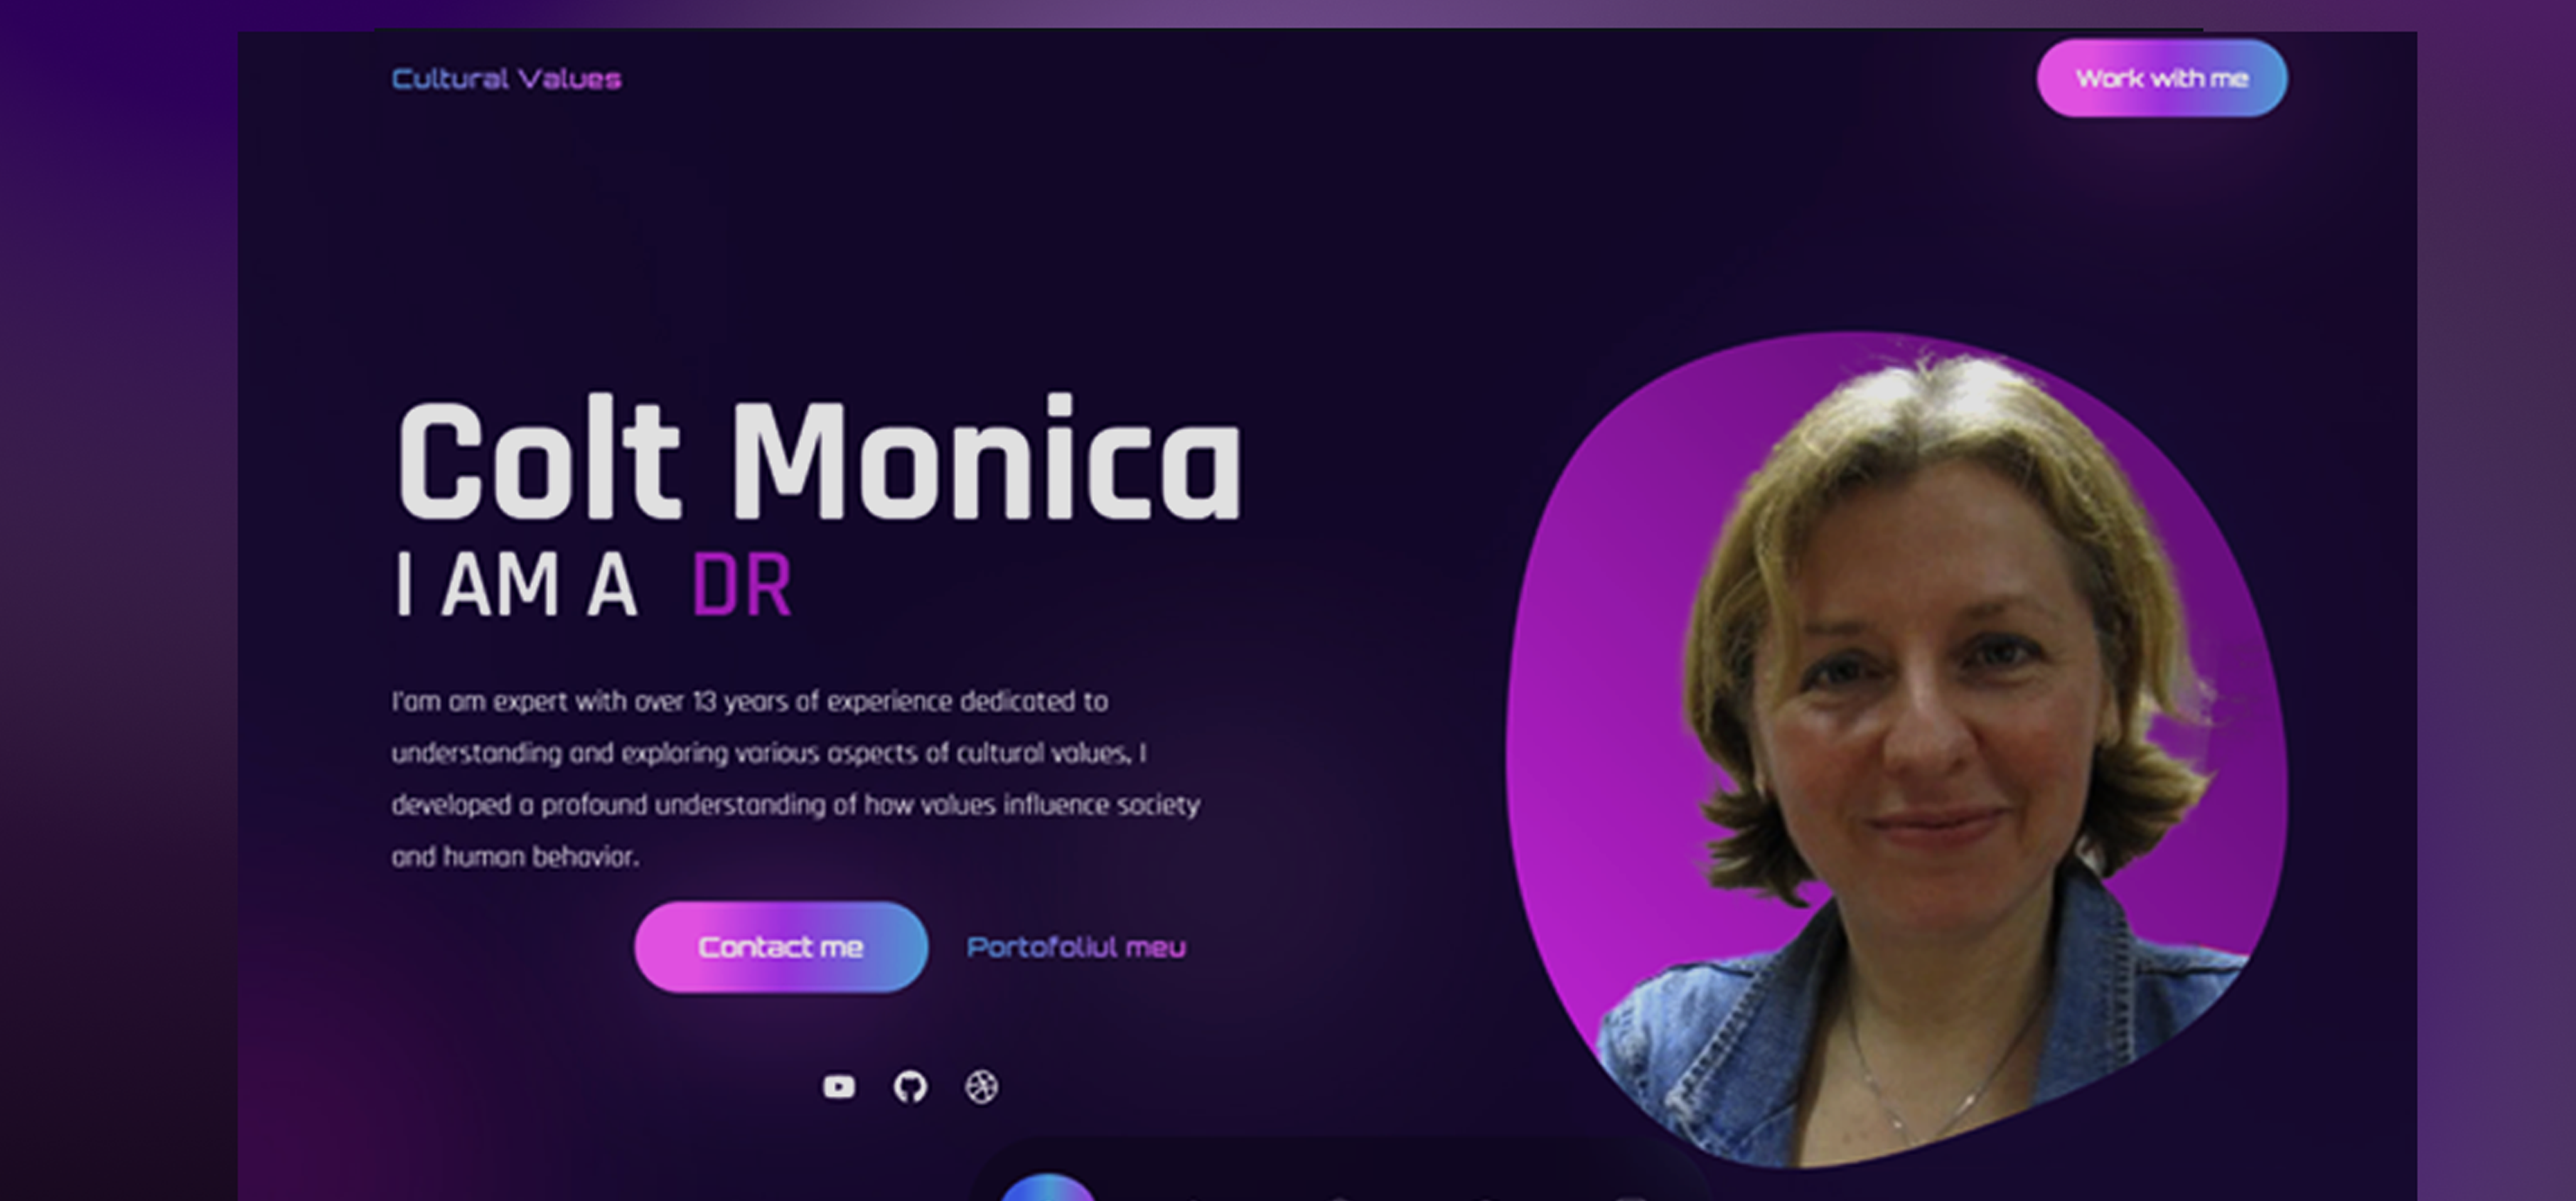 Cultural Values
Work with me
Colt Monica
I AM A DR
I'am am expert with over 13 years of experience dedicated to
understanding and exploring various aspects of cultural values, I
developed a profound understanding of how values influence society
and human behavior.
Contact me
Portofoliul meu